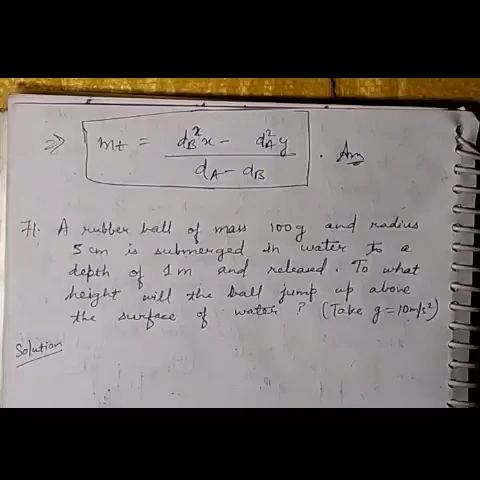 ⇒ mt = (d_B^x x - d_A^2 y) / (d_A - d_B) . Ans
71. A rubber ball of mass 100g and radius
5 cm is submerged in water to a
depth of 1m and released. To what
height will the ball jump up above
the surface of water? (Take g=10m/s²)
Solution